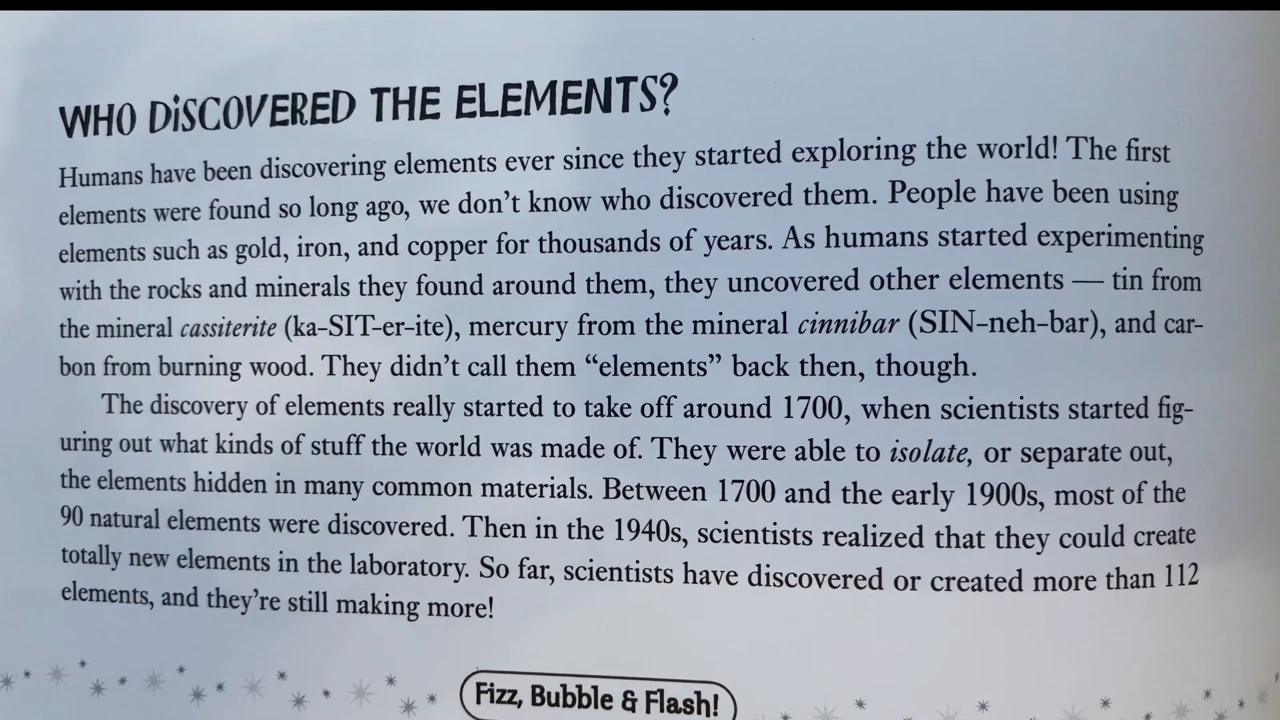 WHO DiSCOVERED THE ELEMENTS?
Humans have been discovering elements ever since they started exploring the world! The first
elements were found so long ago, we don't know who discovered them. People have been using
elements such as gold, iron, and copper for thousands of years. As humans started experimenting
with the rocks and minerals they found around them, they uncovered other elements — tin from
the mineral cassiterite (ka-SIT-er-ite), mercury from the mineral cinnibar (SIN-neh-bar), and car-
bon from burning wood. They didn't call them “elements” back then, though.
The discovery of elements really started to take off around 1700, when scientists started fig-
uring out what kinds of stuff the world was made of. They were able to isolate, or separate out,
the elements hidden in many common materials. Between 1700 and the early 1900s, most of the
90 natural elements were discovered. Then in the 1940s, scientists realized that they could create
totally new elements in the laboratory. So far, scientists have discovered or created more than 112
elements, and they're still making more!
Fizz, Bubble & Flash!